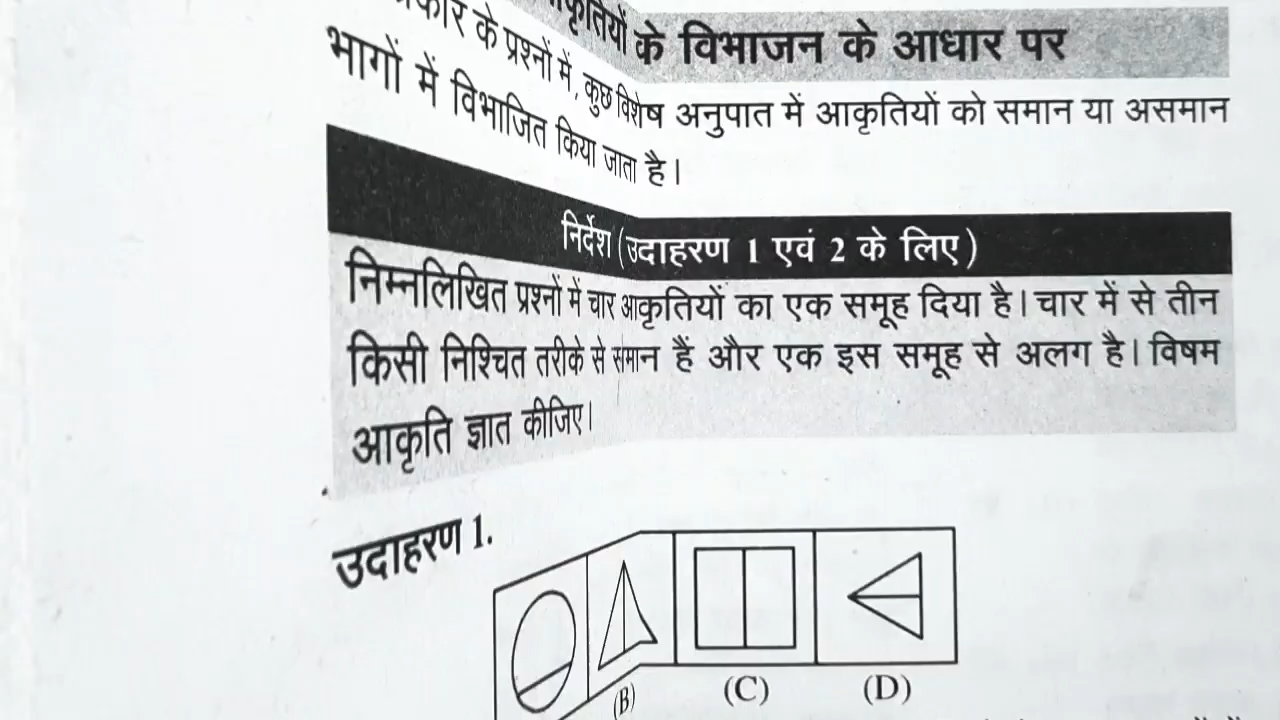 के विभाजन के आधार पर
के प्रश्नों में, कुछ विशेष अनुपात में आकृतियों को समान या असमान
भागों में विभाजित किया जाता है।
निर्देश (उदाहरण 1 एवं 2 के लिए)
निम्नलिखित प्रश्नों में चार आकृतियों का एक समूह दिया है। चार में से तीन
किसी निश्चित तरीके से समान हैं और एक इस समूह से अलग है। विषम
आकृति ज्ञात कीजिए।
उदाहरण 1.
(B) (C) (D)